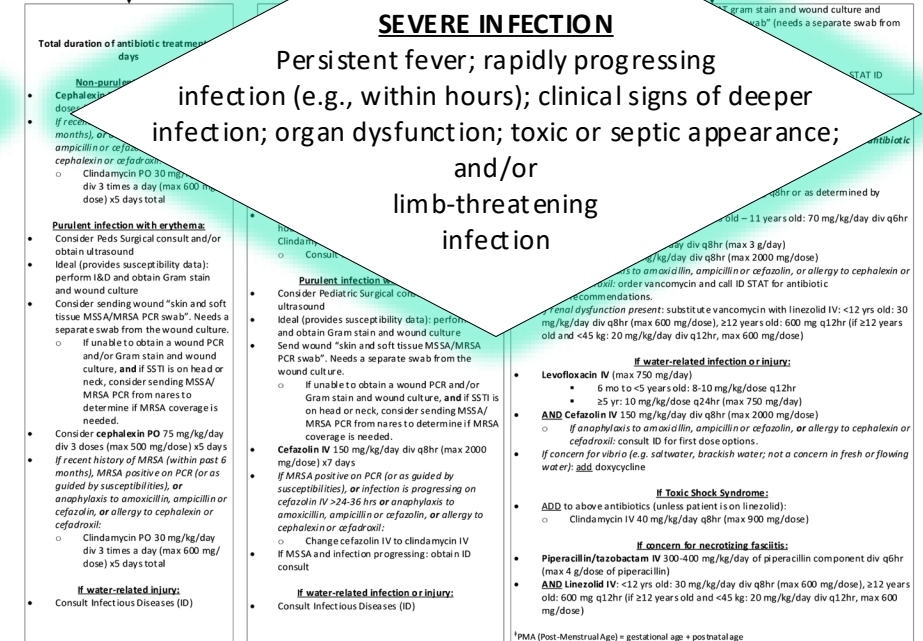 SEVERE INFECTION
Persistent fever; rapidly progressing
infection (e.g., within hours); clinical signs of deeper
infection; organ dysfunction; toxic or septic appearance;
and/or
limb-threatening
infection
Total duration of antibiotic treatment
days
Non-purulent
• Cephalexin
doses
• If recent
months), or
ampicillin or cefazolin
cephalexin or cefadroxil:
o Clindamycin PO 30 mg/kg/day
div 3 times a day (max 600 mg/
dose) x5 days total
Purulent infection with erythema:
• Consider Peds Surgical consult and/or
obtain ultrasound
• Ideal (provides susceptibility data):
perform I&D and obtain Gram stain
and wound culture
• Consider sending wound “skin and soft
tissue MSSA/MRSA PCR swab”. Needs a
separate swab from the wound culture.
o If unable to obtain a wound PCR
and/or Gram stain and wound
culture, and if SSTI is on head or
neck, consider sending MSSA/
MRSA PCR from nares to
determine if MRSA coverage is
needed.
• Consider cephalexin PO 75 mg/kg/day
div 3 doses (max 500 mg/dose) x5 days
• If recent history of MRSA (within past 6
months), MRSA positive on PCR (or as
guided by susceptibilities), or
anaphylaxis to amoxicillin, ampicillin or
cefazolin, or allergy to cephalexin or
cefadroxil:
o Clindamycin PO 30 mg/kg/day
div 3 times a day (max 600 mg/
dose) x5 days total
If water-related injury:
• Consult Infectious Diseases (ID)
o Consult
Purulent infection
• Consider Pediatric Surgical
ultrasound
• Ideal (provides susceptibility data): perform
and obtain Gram stain and wound culture
• Send wound “skin and soft tissue MSSA/MRSA
PCR swab”. Needs a separate swab from the
wound culture.
o If unable to obtain a wound PCR and/or
Gram stain and wound culture, and if SSTI is
on head or neck, consider sending MSSA/
MRSA PCR from nares to determine if MRSA
coverage is needed.
• Cefazolin IV 150 mg/kg/day div q8hr (max 2000
mg/dose) x7 days
• If MRSA positive on PCR (or as guided by
susceptibilities), or infection is progressing on
cefazolin IV >24-36 hrs or anaphylaxis to
amoxicillin, ampicillin or cefazolin, or allergy to
cephalexin or cefadroxil:
o Change cefazolin IV to clindamycin IV
• If MSSA and infection progressing: obtain ID
consult
If water-related infection or injury:
• Consult Infectious Diseases (ID)
gram stain and wound culture and
swab” (needs a separate swab from
STAT ID
antibiotic
q8hr or as determined by
old – 11 years old: 70 mg/kg/day div q6hr
day div q8hr (max 3 g/day)
kg/day div q8hr (max 2000 mg/dose)
to amoxicillin, ampicillin or cefazolin, or allergy to cephalexin or
order vancomycin and call ID STAT for antibiotic
recommendations.
renal dysfunction present: substitute vancomycin with linezolid IV: <12 yrs old: 30
mg/kg/day div q8hr (max 600 mg/dose), ≥12 years old: 600 mg q12hr (if ≥12 years
old and <45 kg: 20 mg/kg/day div q12hr, max 600 mg/dose)
If water-related infection or injury:
• Levofloxacin IV (max 750 mg/day)
▪ 6 mo to <5 years old: 8-10 mg/kg/dose q12hr
▪ ≥5 yr: 10 mg/kg/dose q24hr (max 750 mg/day)
• AND Cefazolin IV 150 mg/kg/day div q8hr (max 2000 mg/dose)
o If anaphylaxis to amoxicillin, ampicillin or cefazolin, or allergy to cephalexin or
cefadroxil: consult ID for first dose options.
• If concern for vibrio (e.g. saltwater, brackish water; not a concern in fresh or flowing
water): add doxycycline
If Toxic Shock Syndrome:
• ADD to above antibiotics (unless patient is on linezolid):
o Clindamycin IV 40 mg/kg/day q8hr (max 900 mg/dose)
If concern for necrotizing fasciitis:
• Piperacillin/tazobactam IV 300-400 mg/kg/day of piperacillin component div q6hr
(max 4 g/dose of piperacillin)
• AND Linezolid IV: <12 yrs old: 30 mg/kg/day div q8hr (max 600 mg/dose), ≥12 years
old: 600 mg q12hr (if ≥12 years old and <45 kg: 20 mg/kg/day div q12hr, max 600
mg/dose)
ǂPMA (Post-Menstrual Age) = gestational age + postnatal age